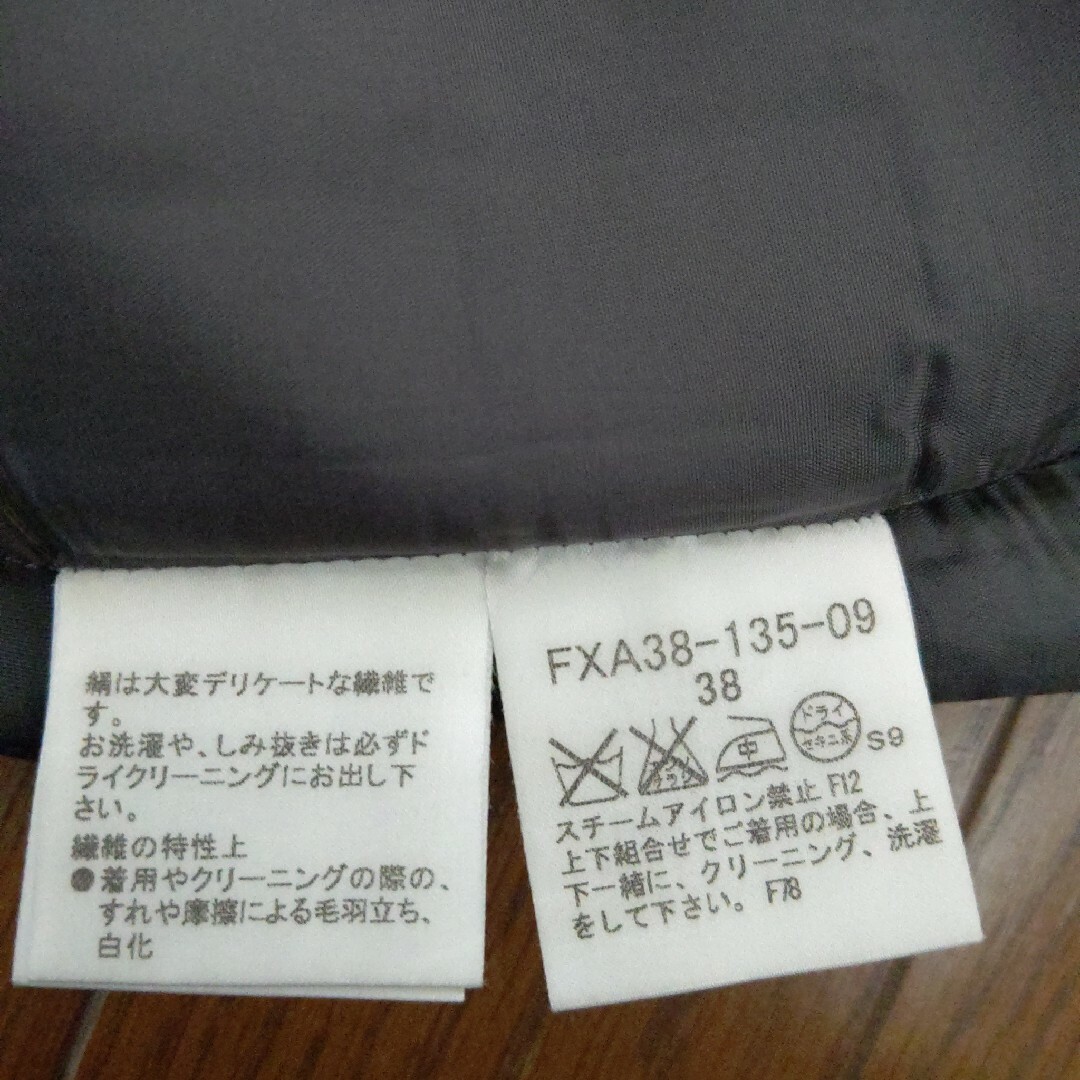 絹は大変デリケートな繊維で
す。
お洗濯や、しみ抜きは必ずド
ライクリーニングにお出し下
さい。
繊維の特性上
●着用やクリーニングの際の、
すれや摩擦による毛羽立ち、
白化
FXA38-135-09
38
エンソ
サラシ
中
ドライ
セキユ系
S9
スチームアイロン禁止 F12
上下組合せでご着用の場合、上
下一緒に、クリーニング、洗濯
をして下さい。 F78